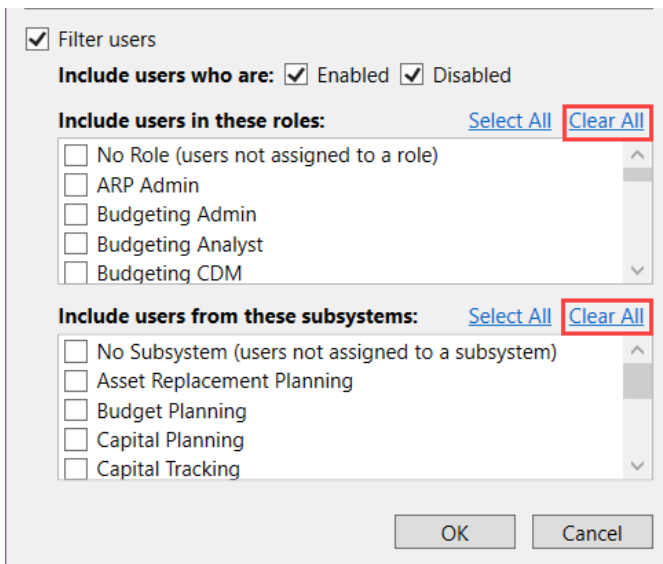 Filter users
Include users who are: Enabled Disabled
Include users in these roles: Select All Clear All
No Role (users not assigned to a role)
ARP Admin
Budgeting Admin
Budgeting Analyst
Budgeting CDM
Include users from these subsystems: Select All Clear All
No Subsystem (users not assigned to a subsystem)
Asset Replacement Planning
Budget Planning
Capital Planning
Capital Tracking
OK Cancel